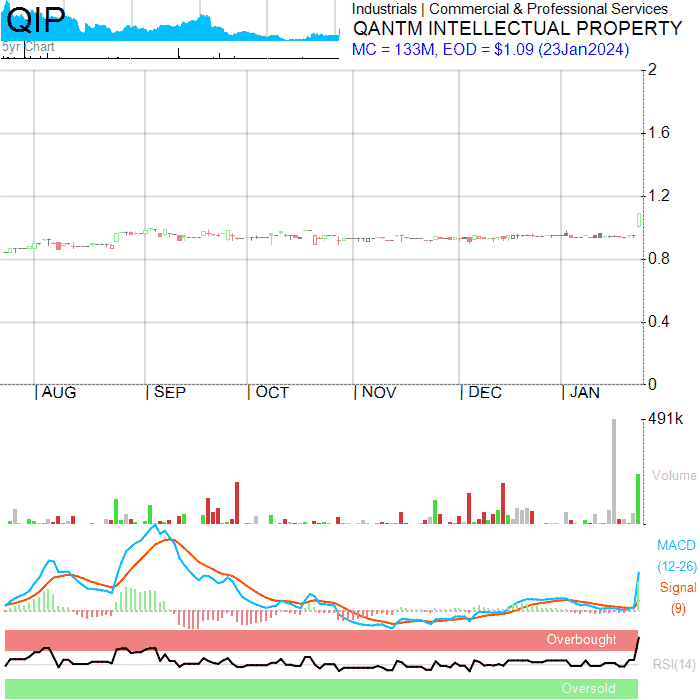 QIP
5yr Chart
Industrials | Commercial & Professional Services
QANTM INTELLECTUAL PROPERTY
MC = 133M, EOD = $1.09 (23Jan2024)
2
1.6
1.2
0.8
0.4
0
| AUG | SEP | OCT | NOV | DEC | JAN
491k
Volume
MACD
(12-26)
Signal
(9)
Overbought
RSI(14)
Oversold